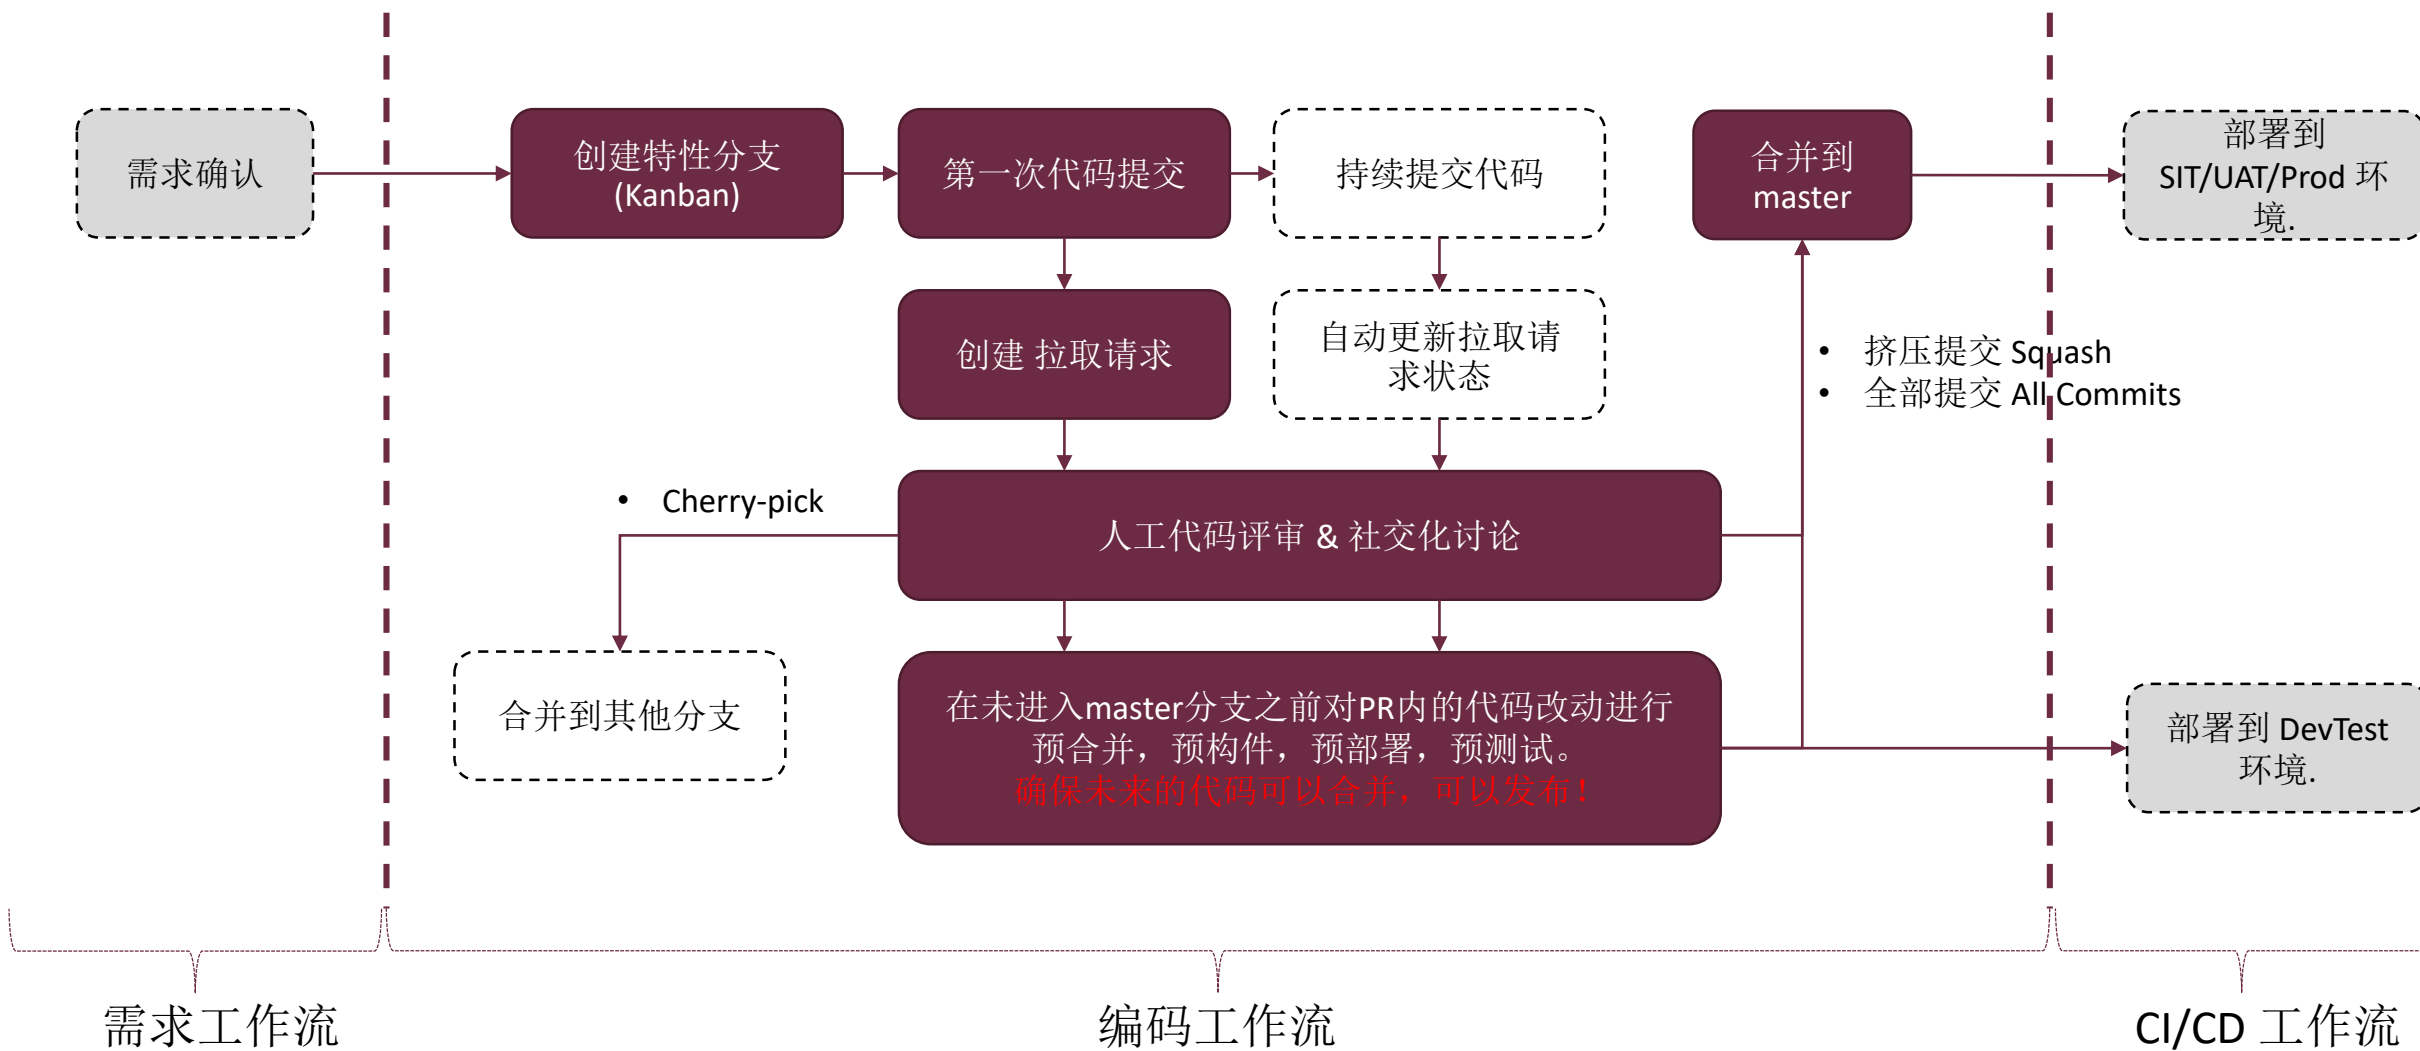 需求确认
创建特性分支
(Kanban)
第一次代码提交
持续提交代码
合并到
master
部署到
SIT/UAT/Prod 环
境.
创建 拉取请求
自动更新拉取请
求状态
• 挤压提交 Squash
• 全部提交 All Commits
• Cherry-pick
人工代码评审 & 社交化讨论
合并到其他分支
在未进入master分支之前对PR内的代码改动进行
预合并，预构件，预部署，预测试。
确保未来的代码可以合并，可以发布！
部署到 DevTest
环境.
需求工作流
编码工作流
CI/CD 工作流